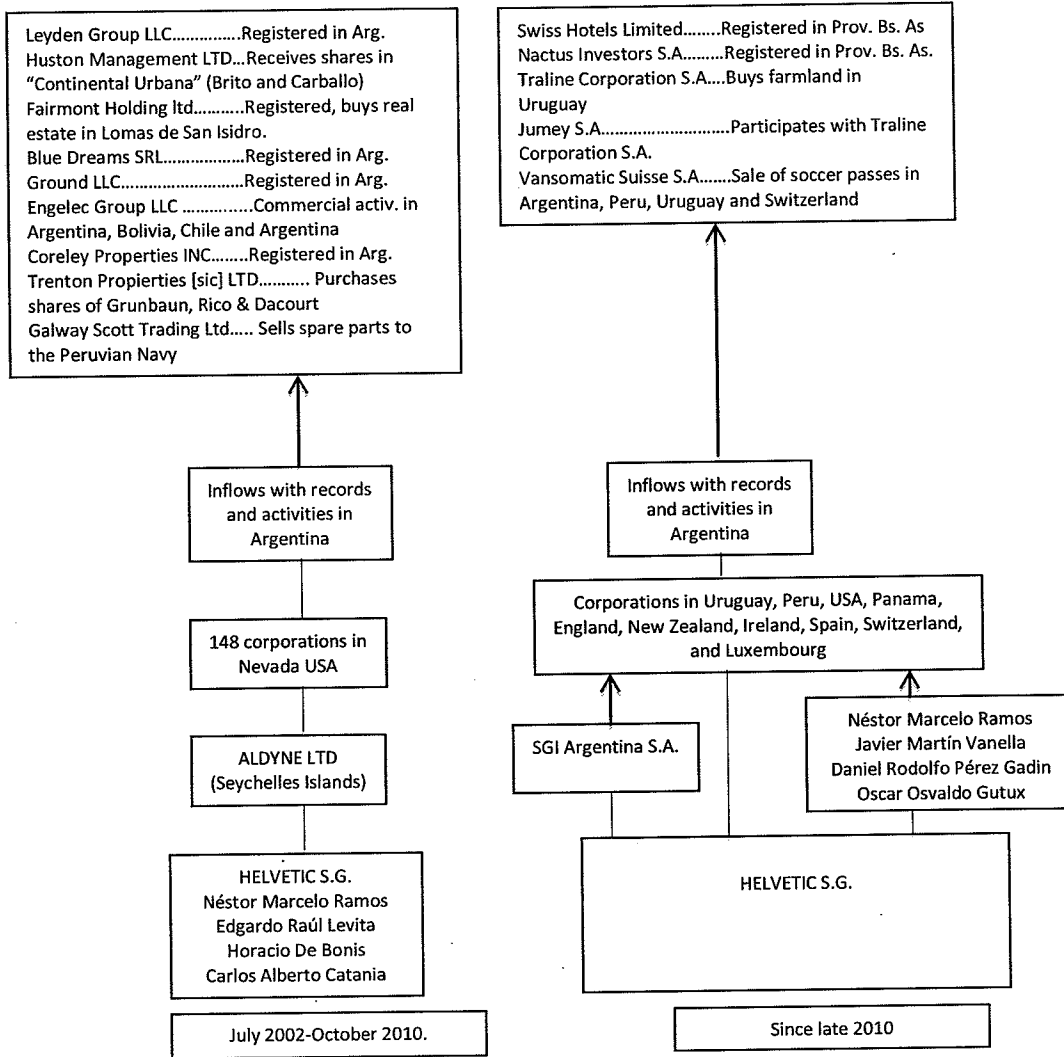 Leyden Group LLC...............Registered in Arg.
Huston Management LTD...Receives shares in
“Continental Urbana” (Brito and Carballo)
Fairmont Holding ltd..........Registered, buys real
estate in Lomas de San Isidro.
Blue Dreams SRL..................Registered in Arg.
Ground LLC...........................Registered in Arg.
Engelec Group LLC ...............Commercial activ. in
Argentina, Bolivia, Chile and Argentina
Coreley Properties INC........Registered in Arg.
Trenton Propierties [sic] LTD........... Purchases
shares of Grunbaun, Rico & Dacourt
Galway Scott Trading Ltd..... Sells spare parts to
the Peruvian Navy
Inflows with records
and activities in
Argentina
148 corporations in
Nevada USA
ALDYNE LTD
(Seychelles Islands)
HELVETIC S.G.
Néstor Marcelo Ramos
Edgardo Raúl Levita
Horacio De Bonis
Carlos Alberto Catania
July 2002-October 2010.
Swiss Hotels Limited........Registered in Prov. Bs. As
Nactus Investors S.A.........Registered in Prov. Bs. As.
Traline Corporation S.A....Buys farmland in
Uruguay
Jumey S.A............................Participates with Traline
Corporation S.A.
Vansomatic Suisse S.A.......Sale of soccer passes in
Argentina, Peru, Uruguay and Switzerland
Inflows with records
and activities in
Argentina
Corporations in Uruguay, Peru, USA, Panama,
England, New Zealand, Ireland, Spain, Switzerland,
and Luxembourg
SGI Argentina S.A.
Néstor Marcelo Ramos
Javier Martín Vanella
Daniel Rodolfo Pérez Gadin
Oscar Osvaldo Gutux
HELVETIC S.G.
Since late 2010